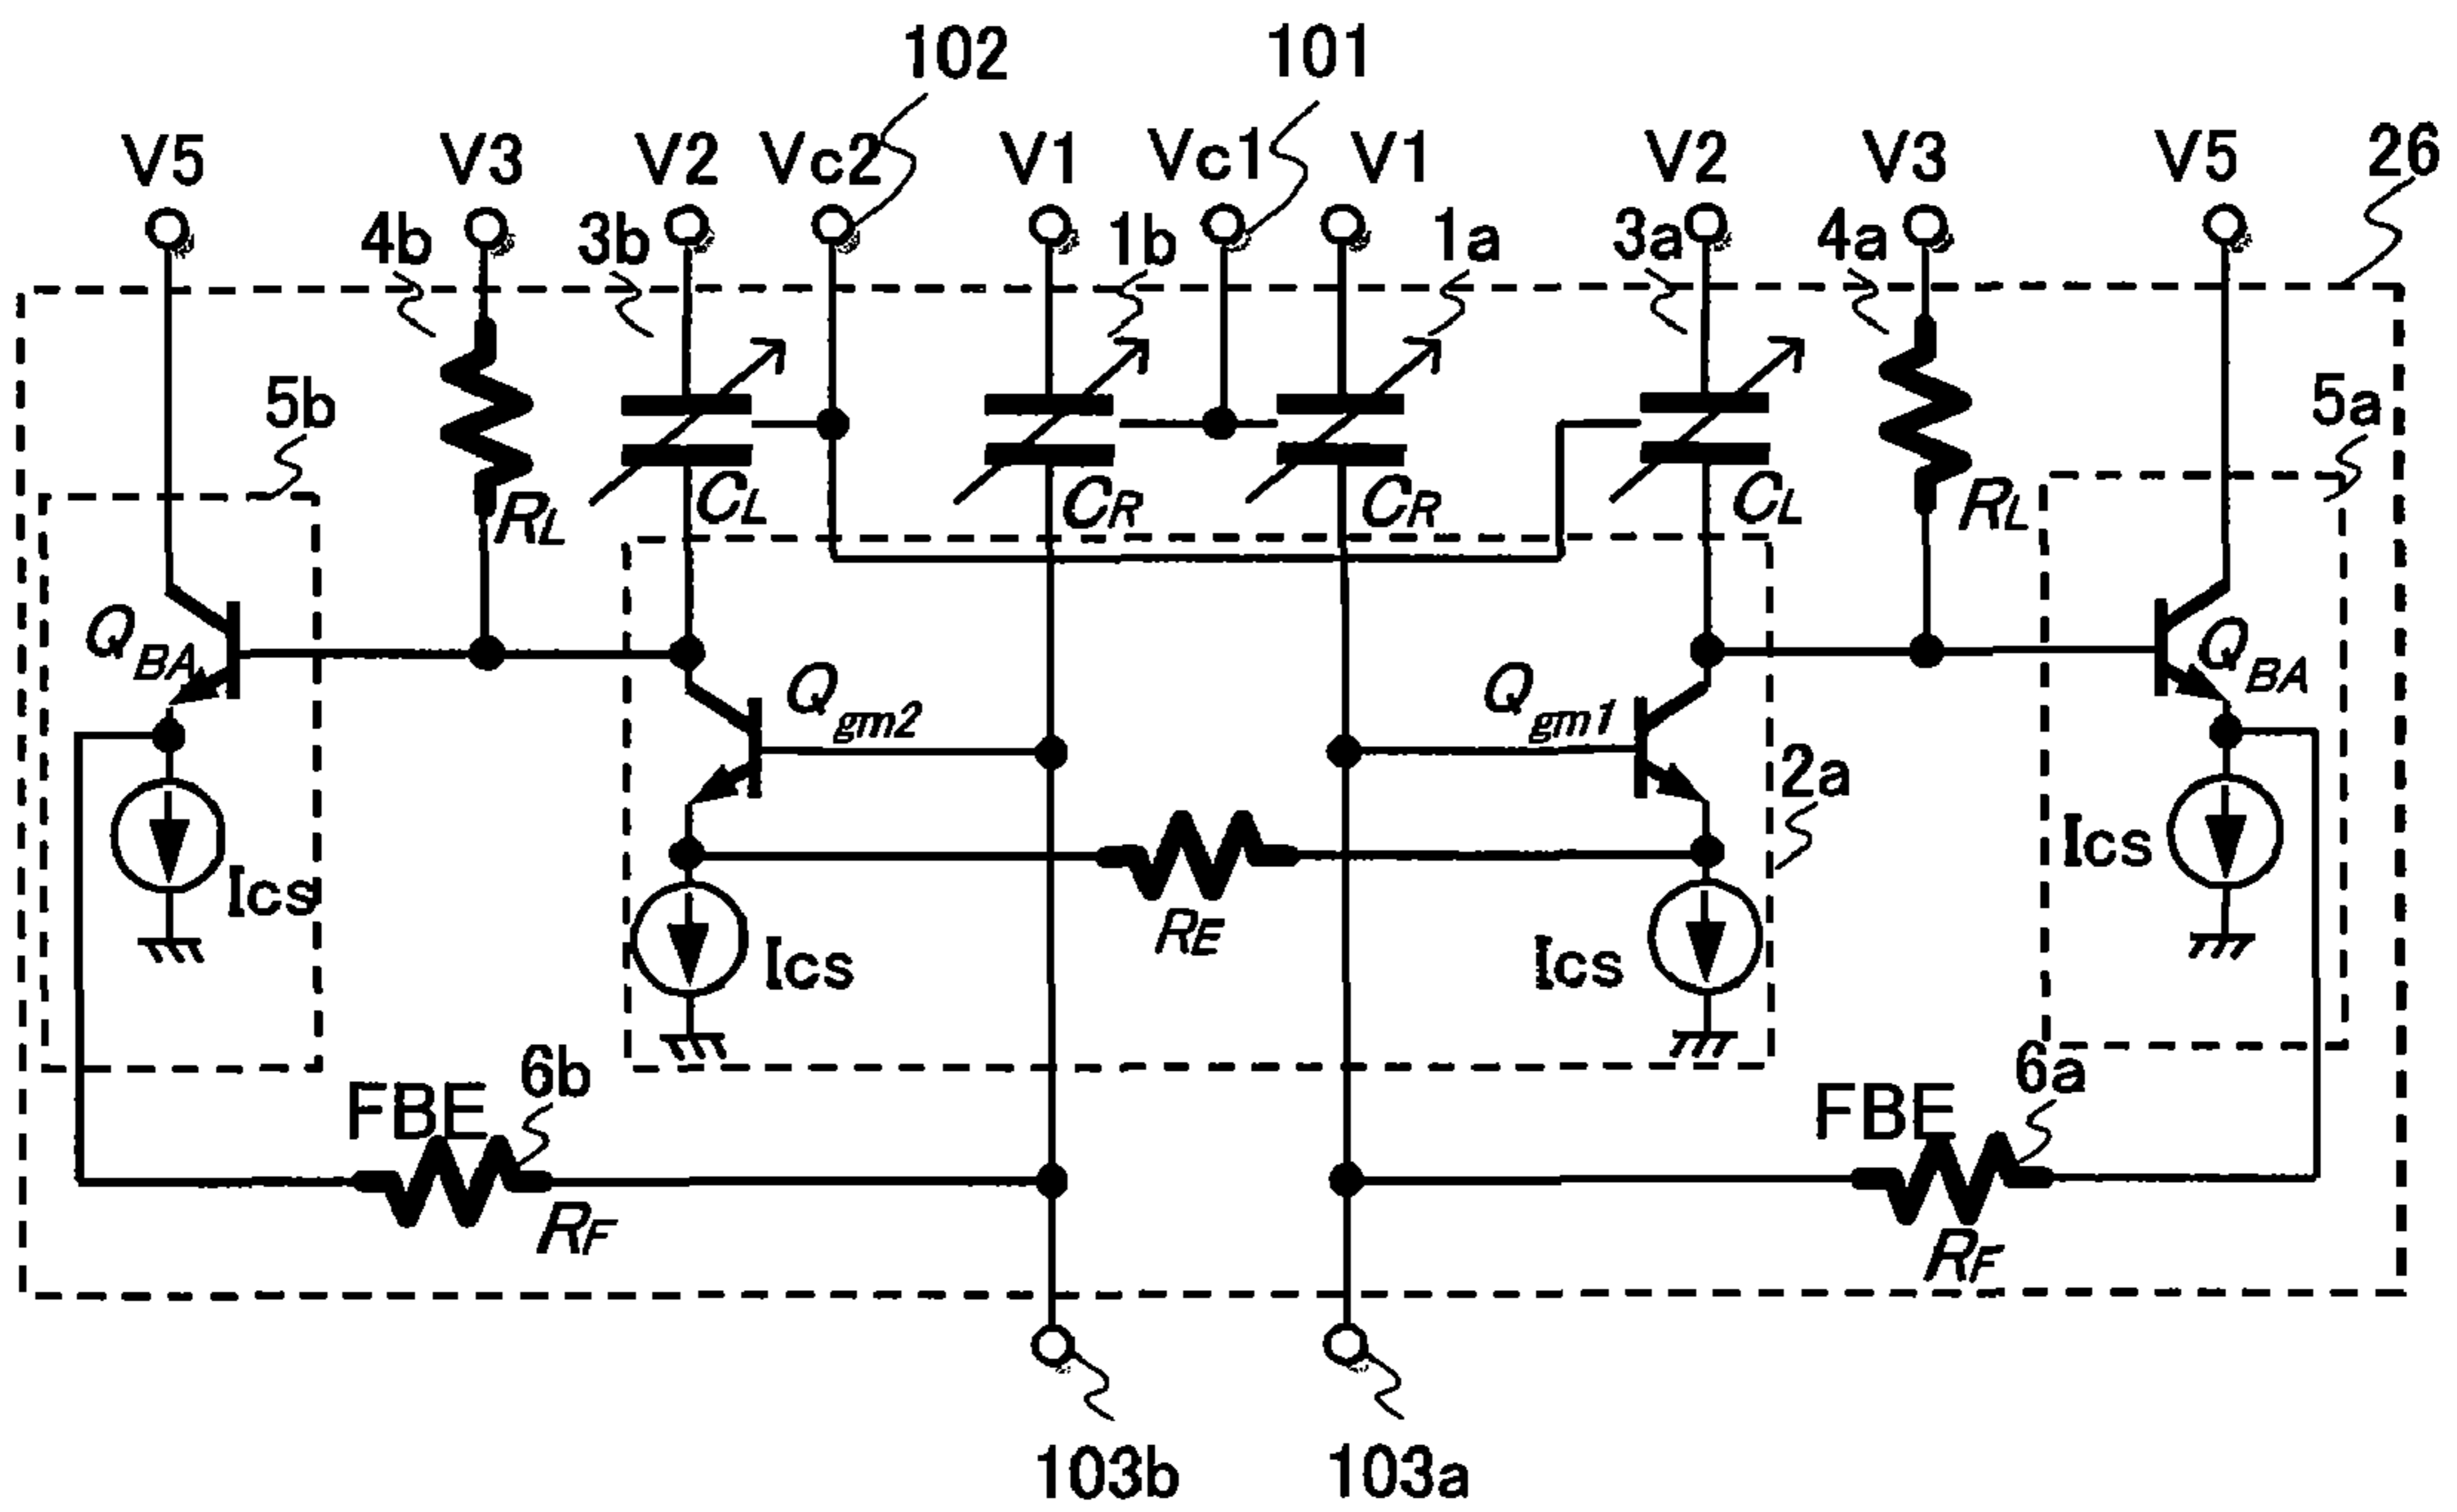 102 101
V5 V3 V2 Vc2 V1 Vc1 V1 V2 V3 V5 26
4b 3b 1b 1a 3a 4a
5b 5a
RL CL CR CR CL RL
QBA Qgm2 Qgm1 QBA
2a
Ics Ics RE Ics Ics
FBE 6b FBE 6a
RF RF
103b 103a